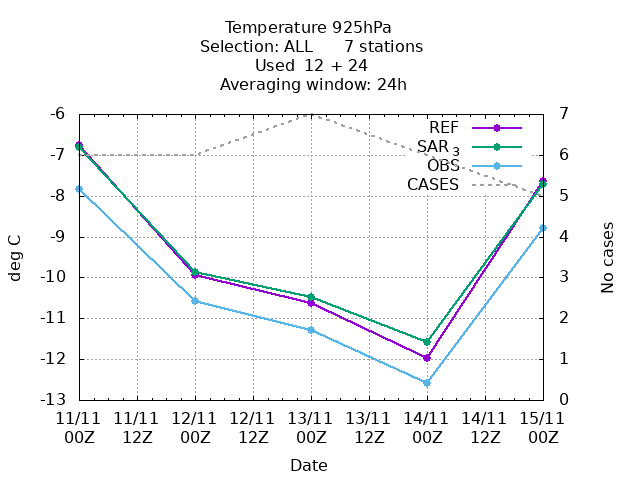 Temperature 925hPa
Selection: ALL 7 stations
Used 12 + 24
Averaging window: 24h
-6
-7
-8
-9
-10
-11
-12
-13
7
6
5
4
3
2
1
0
REF
SAR 3
OBS
CASES
deg C
No cases
11/11 11/11 12/11 12/11 13/11 13/11 14/11 14/11 15/11
00Z 12Z 00Z 12Z 00Z 12Z 00Z 12Z 00Z
Date